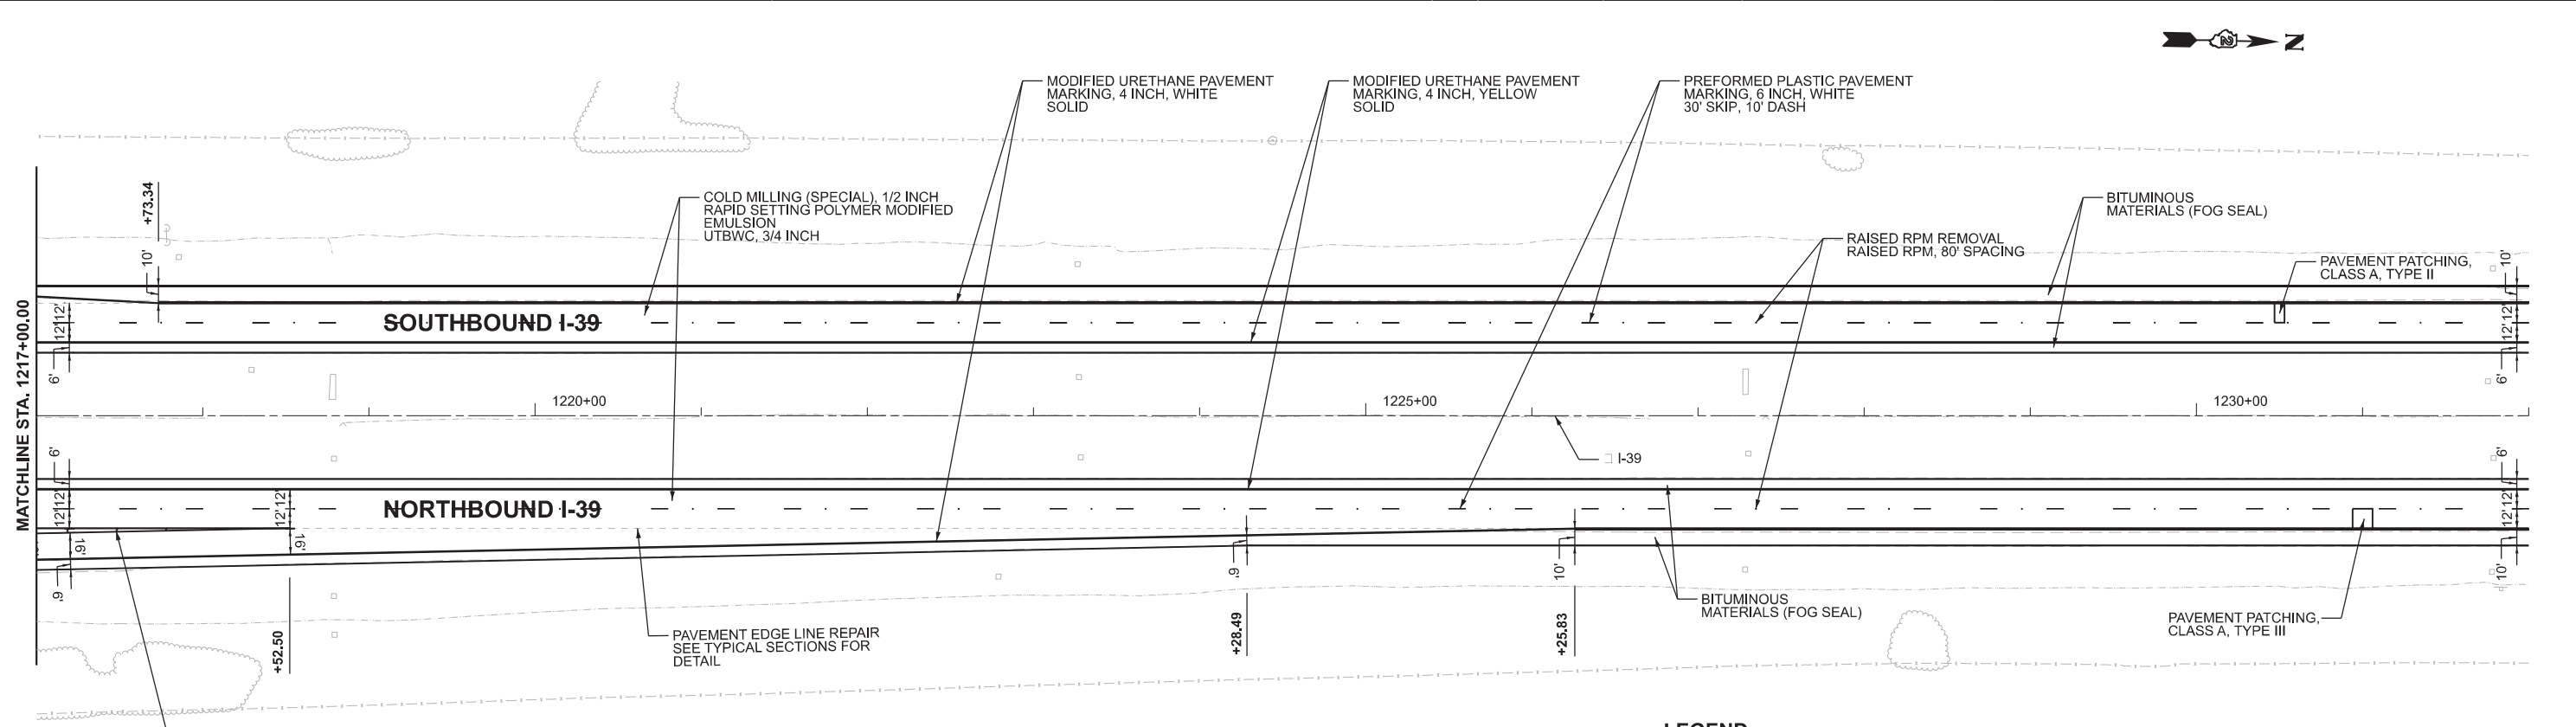 N
MODIFIED URETHANE PAVEMENT
MARKING, 4 INCH, WHITE
SOLID
MODIFIED URETHANE PAVEMENT
MARKING, 4 INCH, YELLOW
SOLID
PREFORMED PLASTIC PAVEMENT
MARKING, 6 INCH, WHITE
30' SKIP, 10' DASH
+73.34
10'
COLD MILLING (SPECIAL), 1/2 INCH
RAPID SETTING POLYMER MODIFIED
EMULSION
UTBWC, 3/4 INCH
BITUMINOUS
MATERIALS (FOG SEAL)
RAISED RPM REMOVAL
RAISED RPM, 80' SPACING
PAVEMENT PATCHING,
CLASS A, TYPE II
10'
MATCHLINE STA. 1217+00.00
12'
12'
6'
SOUTHBOUND I-39
12'
12'
6'
1220+00
1225+00
1230+00
I-39
6'
12'
12'
12'
12'
NORTHBOUND I-39
6'
12'
12'
16'
16'
9'
9'
10'
10'
+52.50
PAVEMENT EDGE LINE REPAIR
SEE TYPICAL SECTIONS FOR
DETAIL
+28.49
+25.83
BITUMINOUS
MATERIALS (FOG SEAL)
PAVEMENT PATCHING,
CLASS A, TYPE III
LEGEND